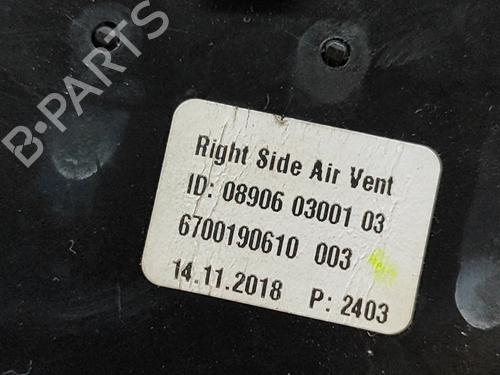 B-PARTS
Right Side Air Vent
ID: 08906 03001 03
6700190610 003
14.11.2018 P: 2403